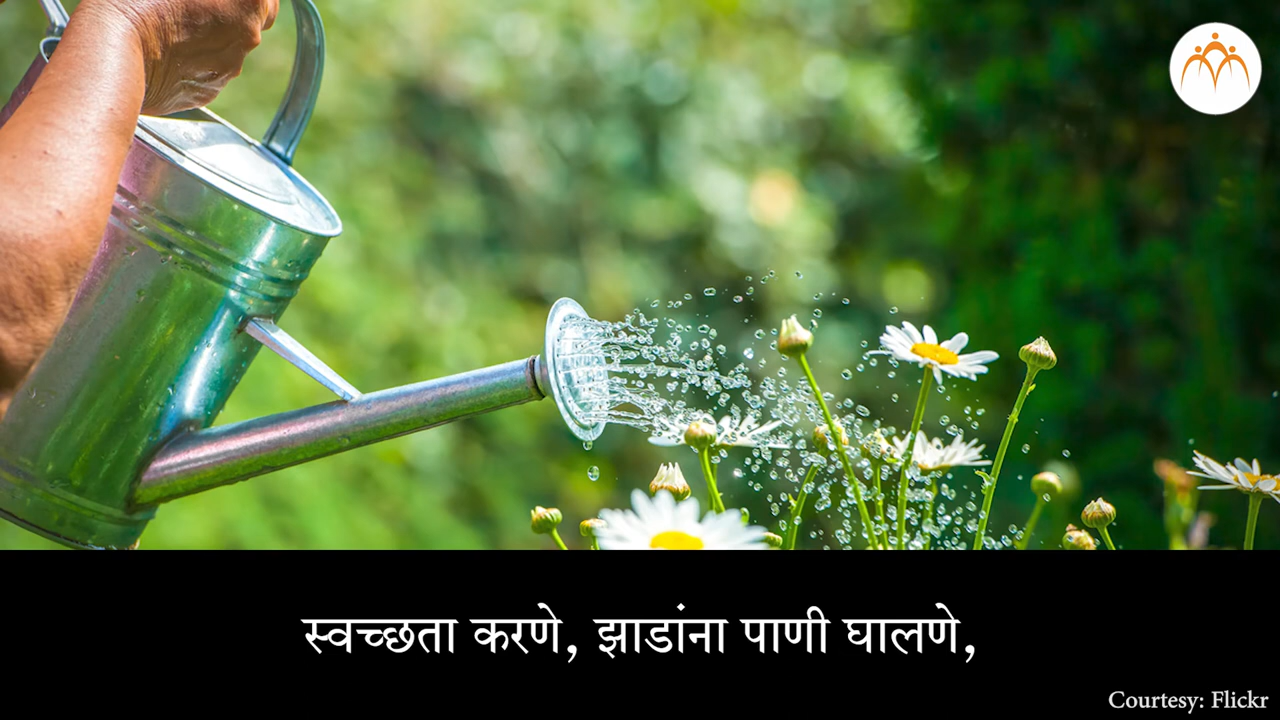 स्वच्छता करणे, झाडांना पाणी घालणे,
Courtesy: Flickr